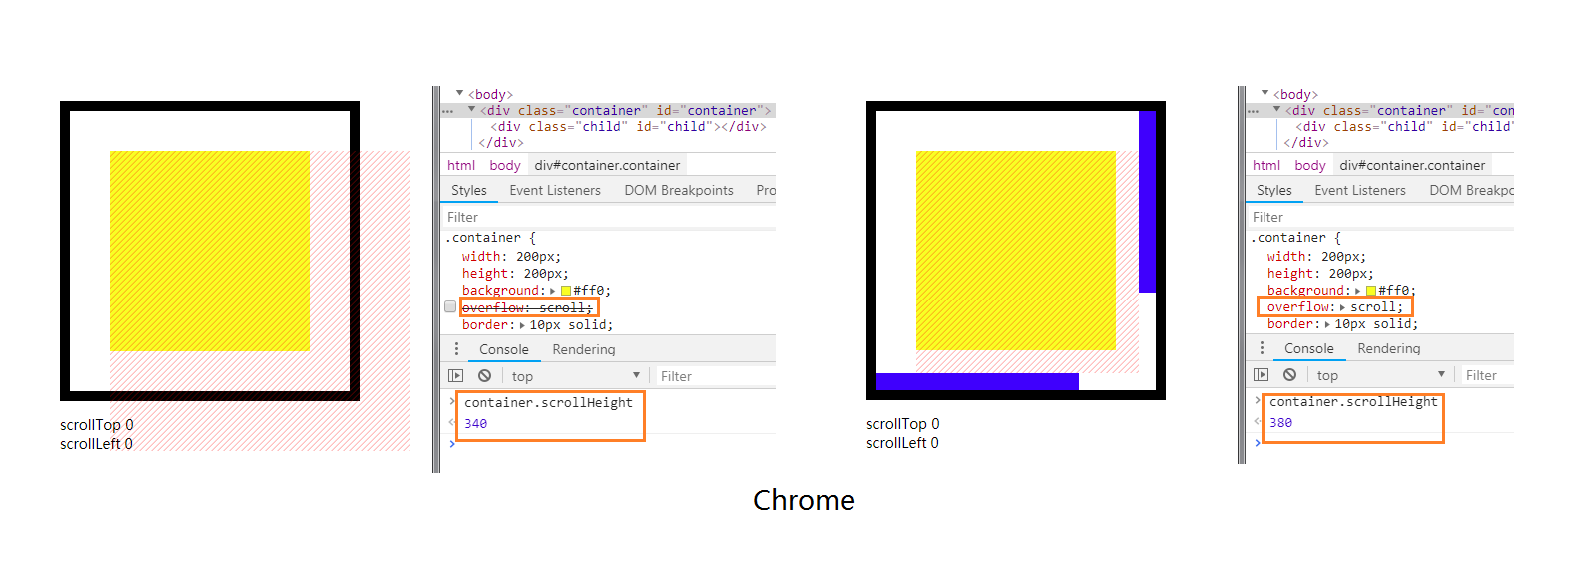 <body>
<div class="container" id="container">
<div class="child" id="child"></div>
</div>
html body div#container.container
Styles Event Listeners DOM Breakpoints Pro
Filter
.container {
width: 200px;
height: 200px;
background: #ff0;
overflow: scroll;
border: 10px solid;
Console Rendering
top Filter
container.scrollHeight
340
scrollTop 0
scrollLeft 0
<body>
<div class="container" id="con
<div class="child" id="child"
</div>
html body div#container.container
Styles Event Listeners DOM Breakpoints
Filter
.container {
width: 200px;
height: 200px;
background: #ff0;
overflow: scroll;
border: 10px solid;
Console Rendering
top Filter
container.scrollHeight
380
scrollTop 0
scrollLeft 0
Chrome